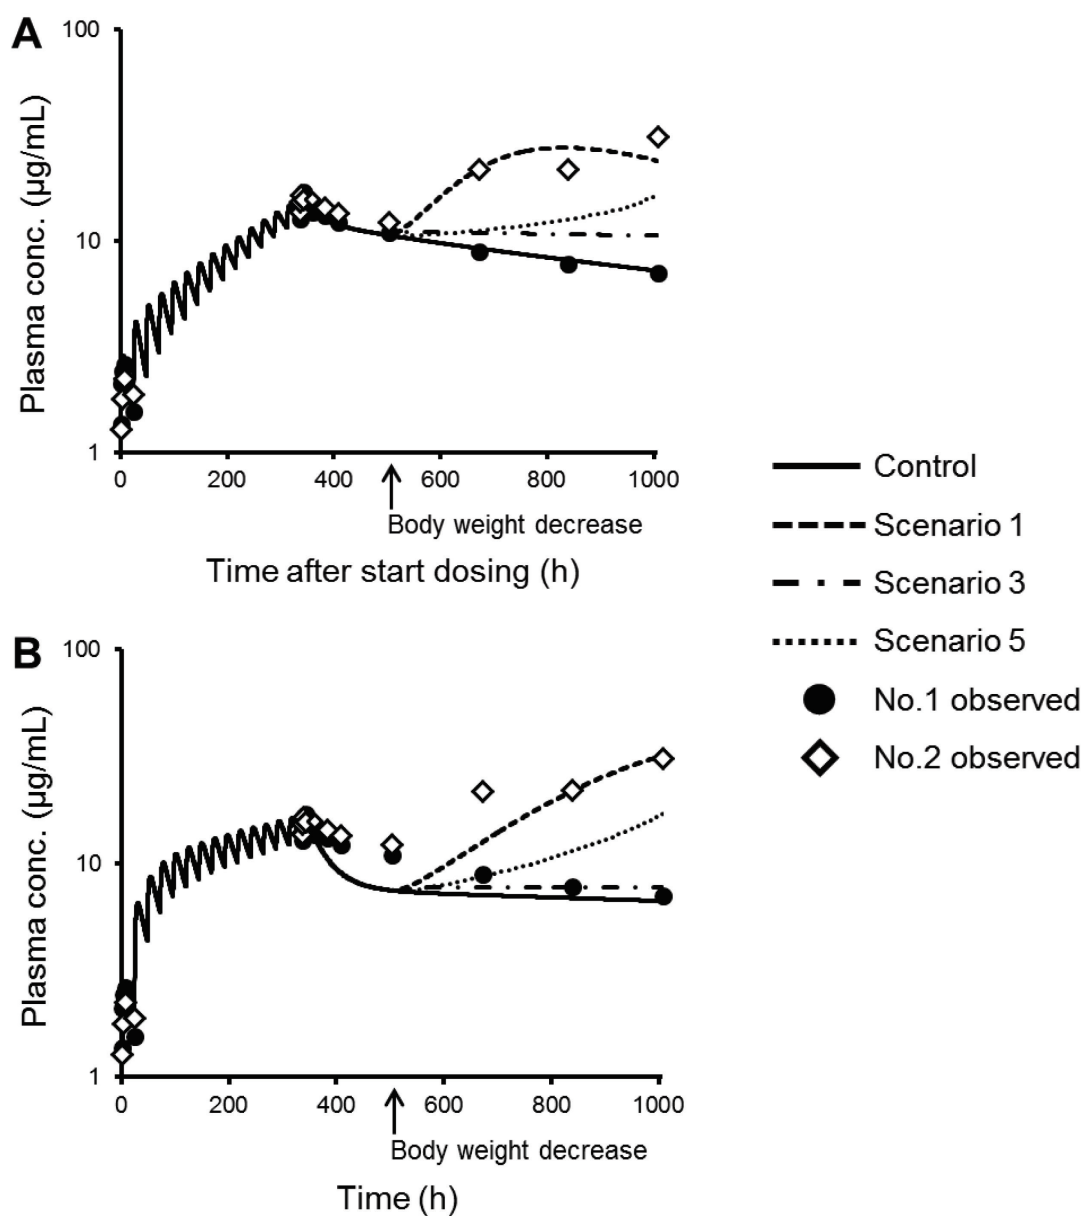 A
Plasma conc. (µg/mL)
100
10
1
0 200 400 600 800 1000
Body weight decrease
Time after start dosing (h)
Control
Scenario 1
Scenario 3
Scenario 5
No.1 observed
No.2 observed
B
Plasma conc. (µg/mL)
100
10
1
0 200 400 600 800 1000
Body weight decrease
Time (h)